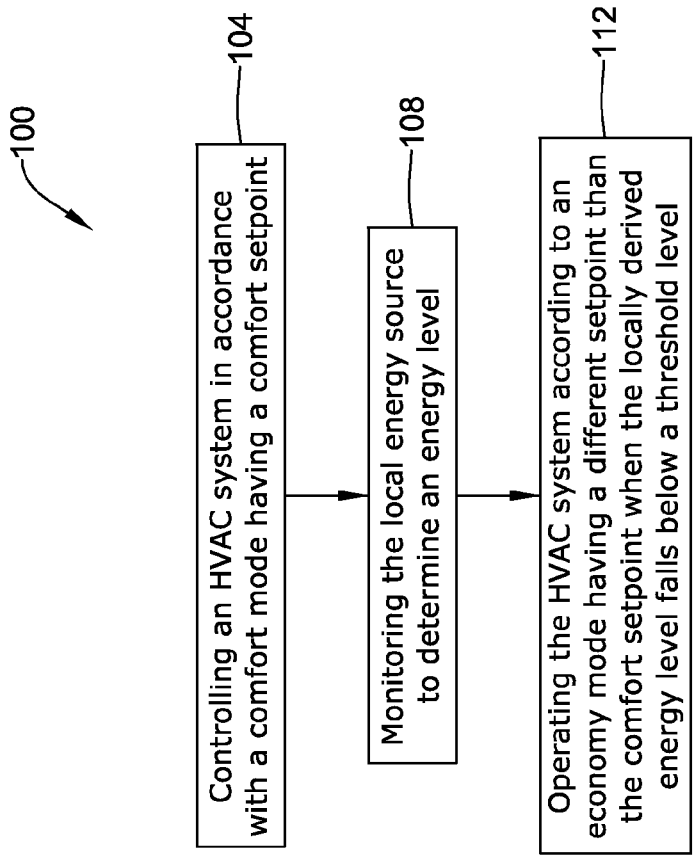 100
104
Controlling an HVAC system in accordance
with a comfort mode having a comfort setpoint
108
Monitoring the local energy source
to determine an energy level
112
Operating the HVAC system according to an
economy mode having a different setpoint than
the comfort setpoint when the locally derived
energy level falls below a threshold level